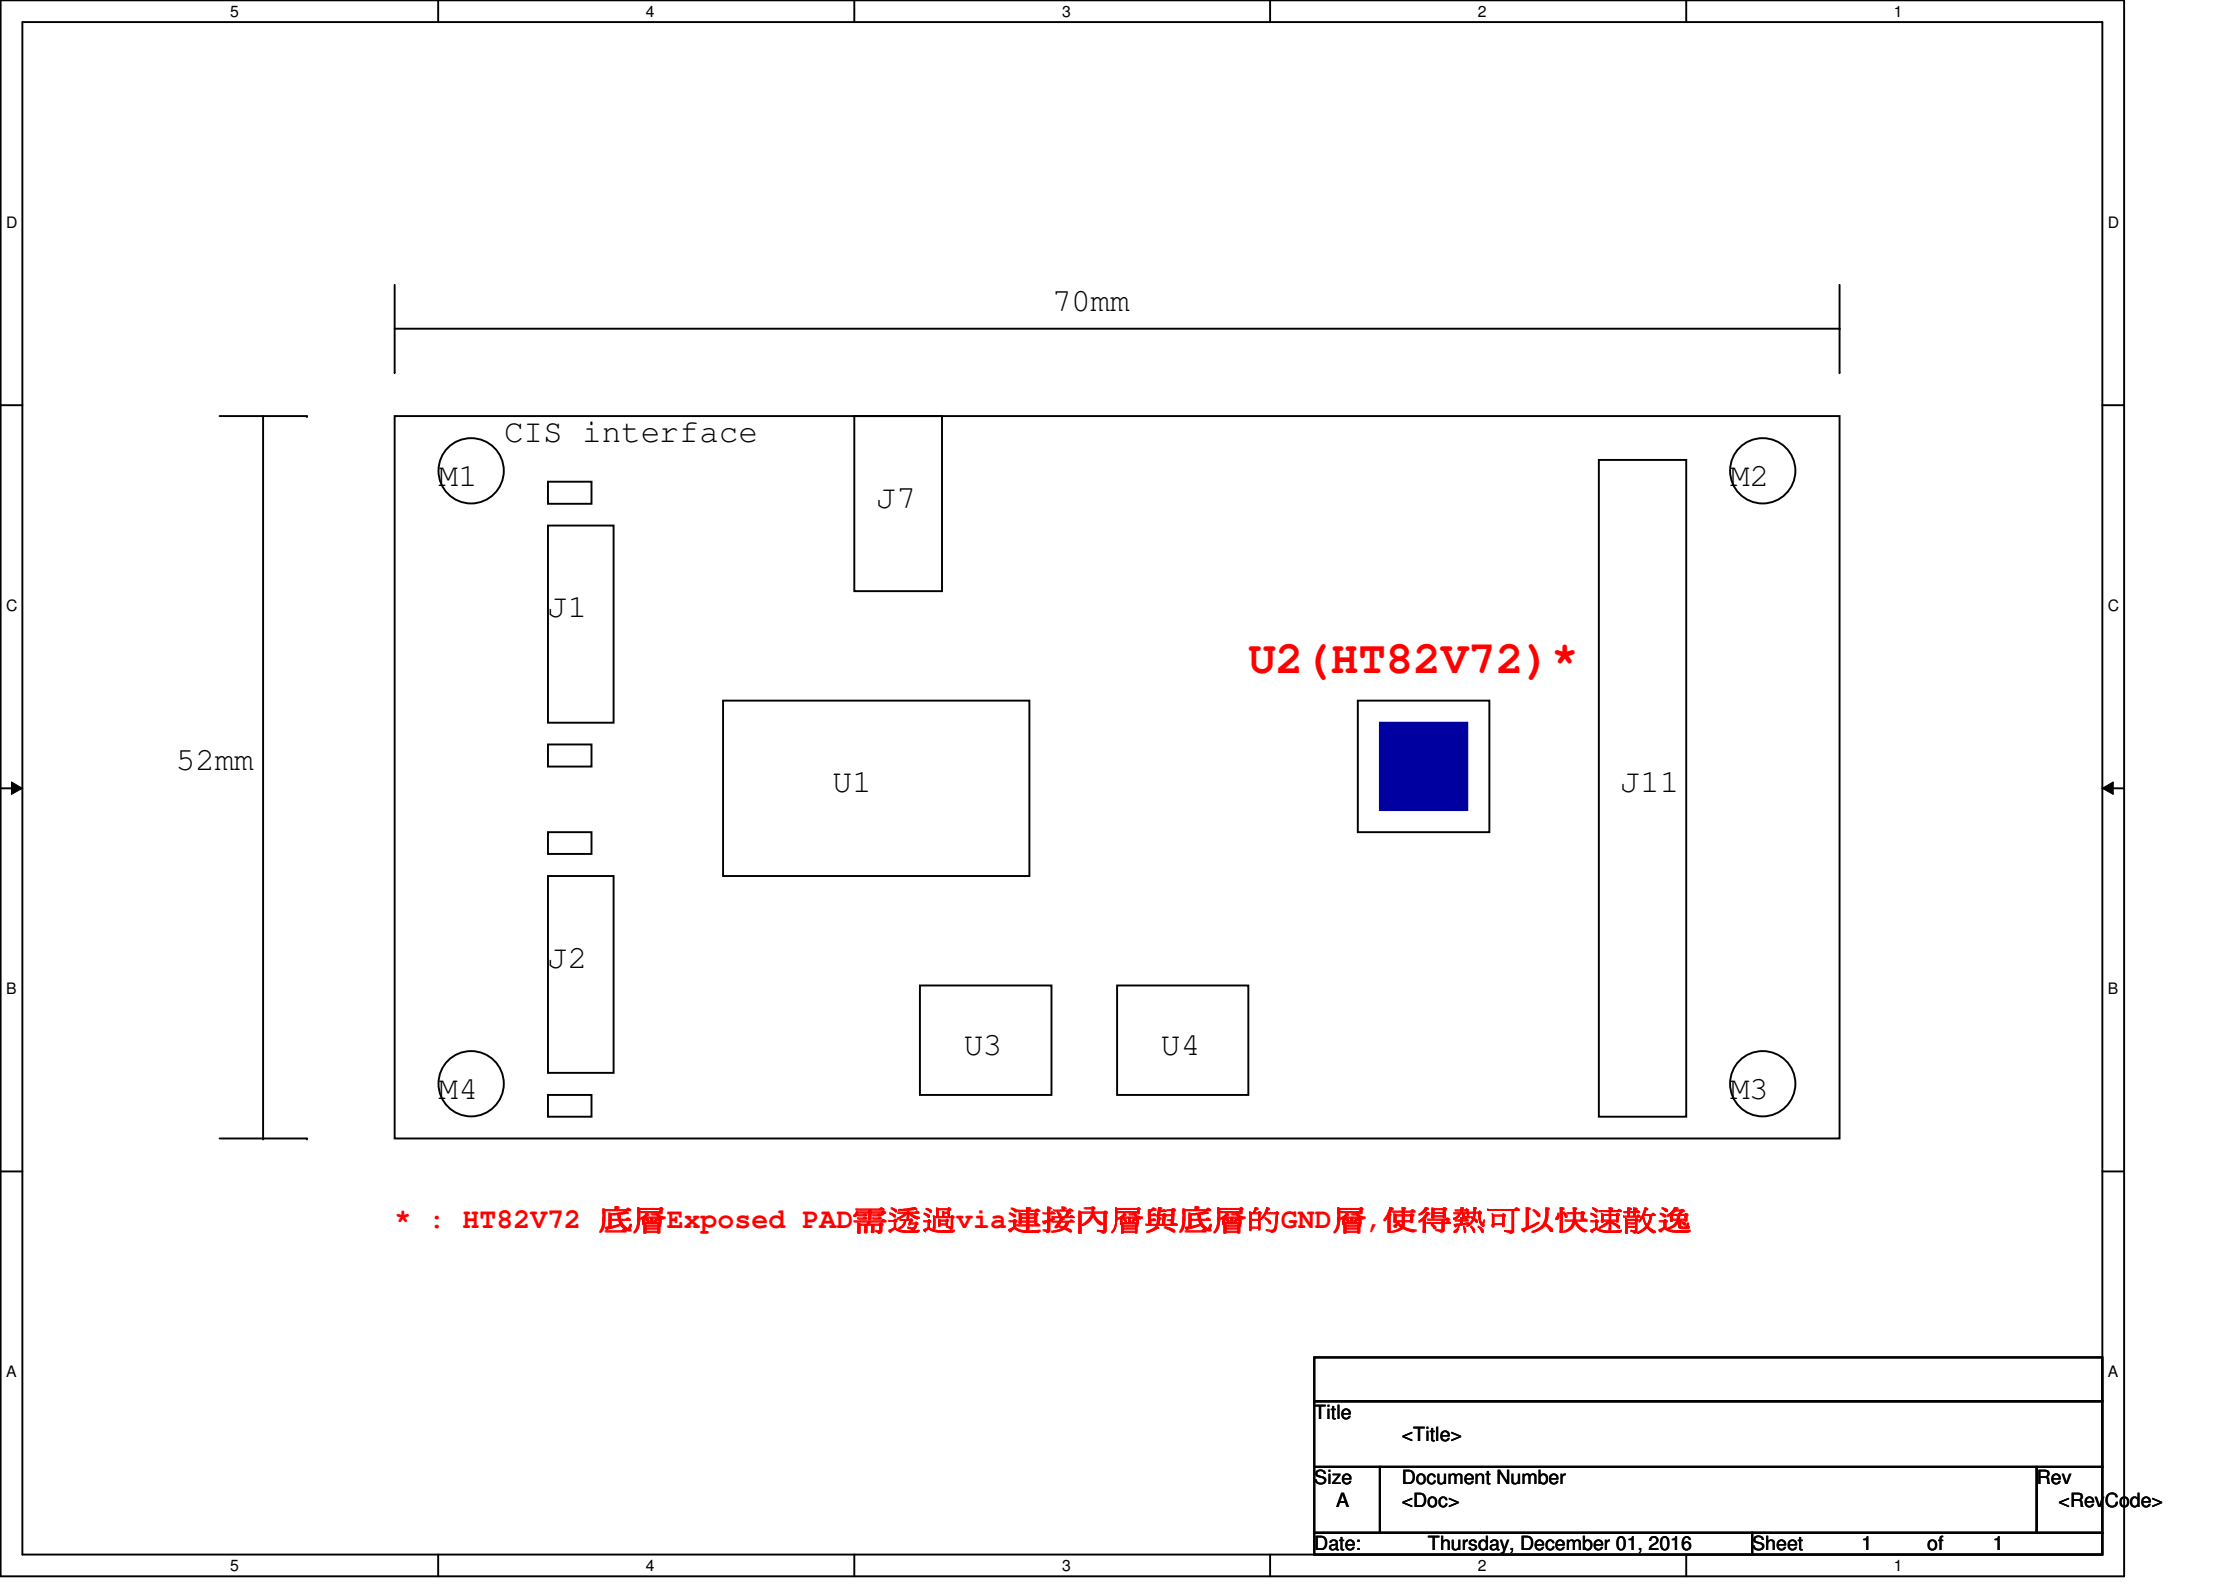 5 4 3 2 1
D D
70mm
CIS interface
M1 M2
J7
C C
J1
U2(HT82V72)*
52mm
U1 J11
J2
B B
U3 U4
M4 M3
* : HT82V72 底層Exposed PAD需透過via連接內層與底層的GND層,使得熱可以快速散逸
A A
Title
<Title>
Size Document Number Rev
A <Doc> <RevCode>
Date: Thursday, December 01, 2016 Sheet 1 of 1
5 4 3 2 1